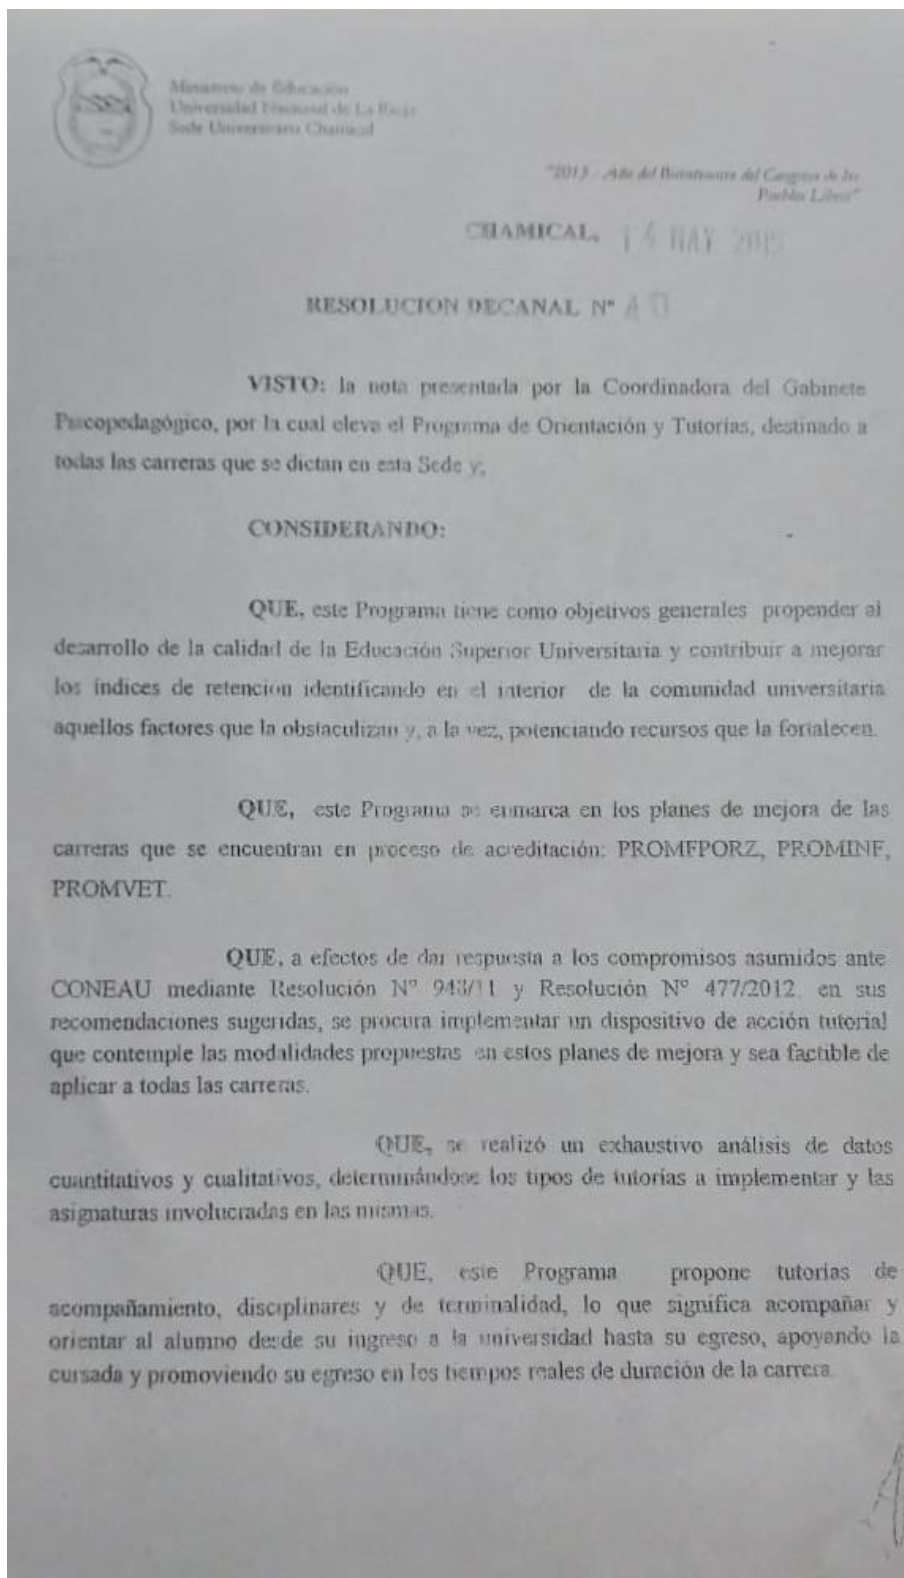 Ministerio de Educación
Universidad Nacional de La Rioja
Sede Universitaria Chamical
"2015 - Año del Bicentenario del Congreso de los
Pueblos Libres"
CHAMICAL, 14 MAY 2015
RESOLUCION DECANAL N°
VISTO: la nota presentada por la Coordinadora del Gabinete
Psicopedagógico, por la cual eleva el Programa de Orientación y Tutorías, destinado a
todas las carreras que se dictan en esta Sede y,
CONSIDERANDO:
QUE, este Programa tiene como objetivos generales propender al
desarrollo de la calidad de la Educación Superior Universitaria y contribuir a mejorar
los índices de retención identificando en el interior de la comunidad universitaria
aquellos factores que la obstaculizan y, a la vez, potenciando recursos que la fortalecen.
QUE, este Programa se enmarca en los planes de mejora de las
carreras que se encuentran en proceso de acreditación: PROMFPORZ, PROMINF,
PROMVET.
QUE, a efectos de dar respuesta a los compromisos asumidos ante
CONEAU mediante Resolución N° 943/11 y Resolución N° 477/2012 en sus
recomendaciones sugeridas, se procura implementar un dispositivo de acción tutorial
que contemple las modalidades propuestas en estos planes de mejora y sea factible de
aplicar a todas las carreras.
QUE, se realizó un exhaustivo análisis de datos
cuantitativos y cualitativos, determinándose los tipos de tutorías a implementar y las
asignaturas involucradas en las mismas.
QUE, este Programa propone tutorías de
acompañamiento, disciplinares y de terminalidad, lo que significa acompañar y
orientar al alumno desde su ingreso a la universidad hasta su egreso, apoyando la
cursada y promoviendo su egreso en los tiempos reales de duración de la carrera.